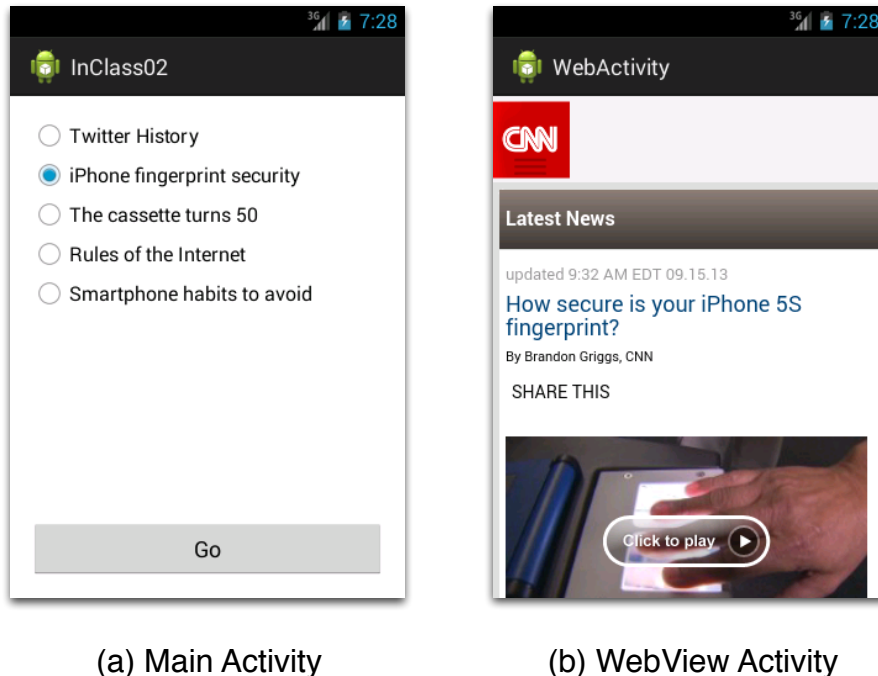 3G 7:28
InClass02
Twitter History
iPhone fingerprint security
The cassette turns 50
Rules of the Internet
Smartphone habits to avoid
Go
(a) Main Activity
3G 7:28
WebActivity
CNN
Latest News
updated 9:32 AM EDT 09.15.13
How secure is your iPhone 5S
fingerprint?
By Brandon Griggs, CNN
SHARE THIS
Click to play
(b) WebView Activity